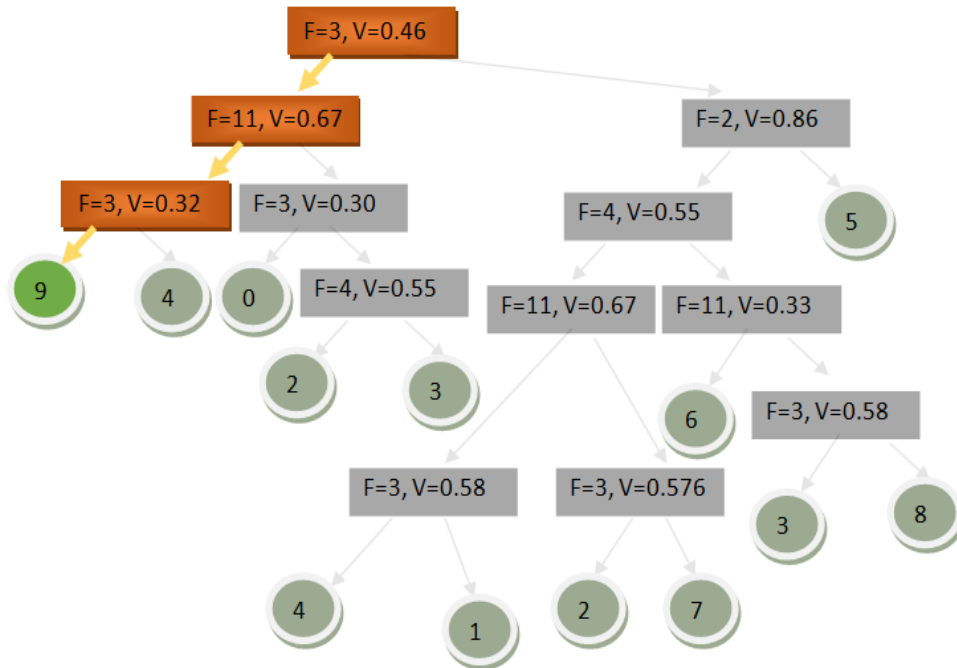 F=3, V=0.46
F=11, V=0.67
F=2, V=0.86
F=3, V=0.32
F=3, V=0.30
F=4, V=0.55
5
9
4
0
F=4, V=0.55
F=11, V=0.67
F=11, V=0.33
2
3
6
F=3, V=0.58
F=3, V=0.58
F=3, V=0.576
3
8
4
1
2
7